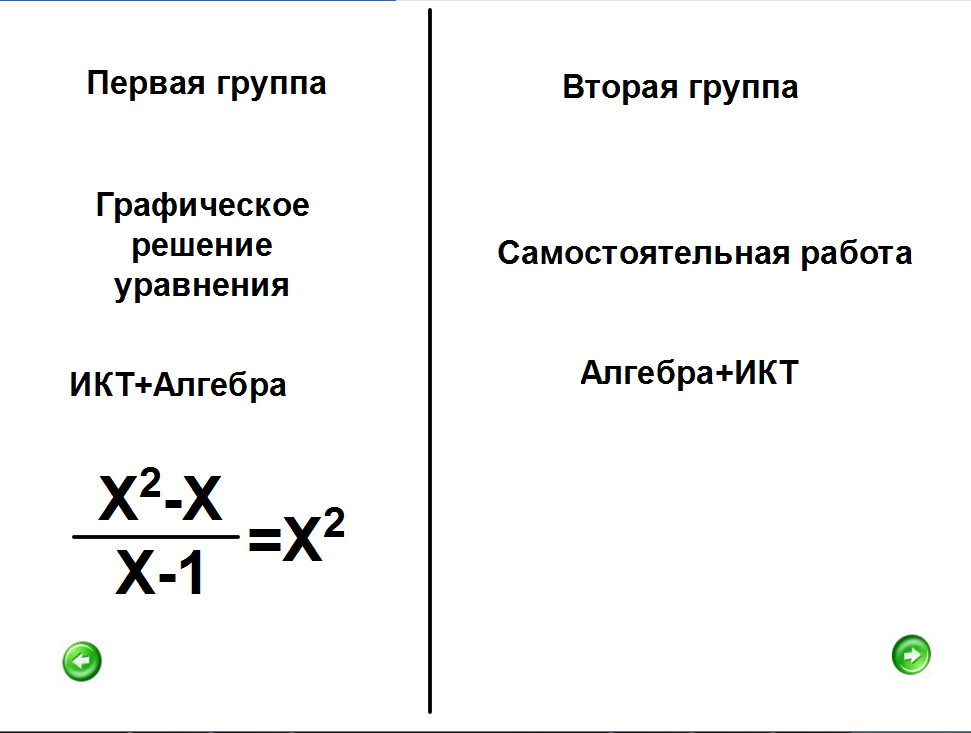 Первая группа
Графическое
решение
уравнения
ИКТ+Алгебра
X²-X
X-1
=X²
Вторая группа
Самостоятельная работа
Алгебра+ИКТ